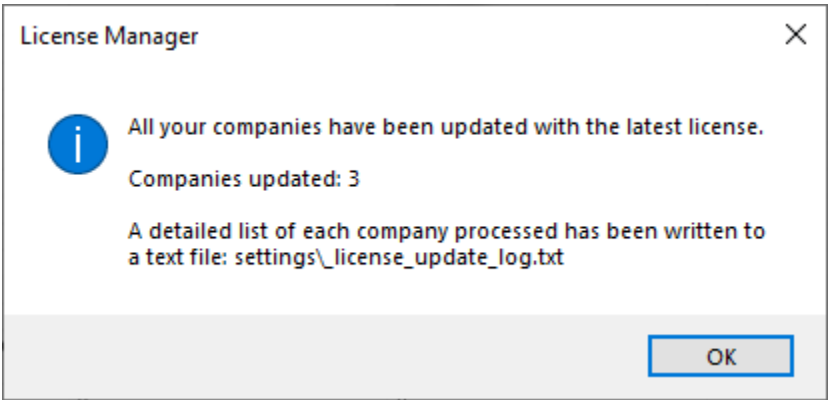 License Manager
All your companies have been updated with the latest license.
Companies updated: 3
A detailed list of each company processed has been written to
a text file: settings\_license_update_log.txt
OK